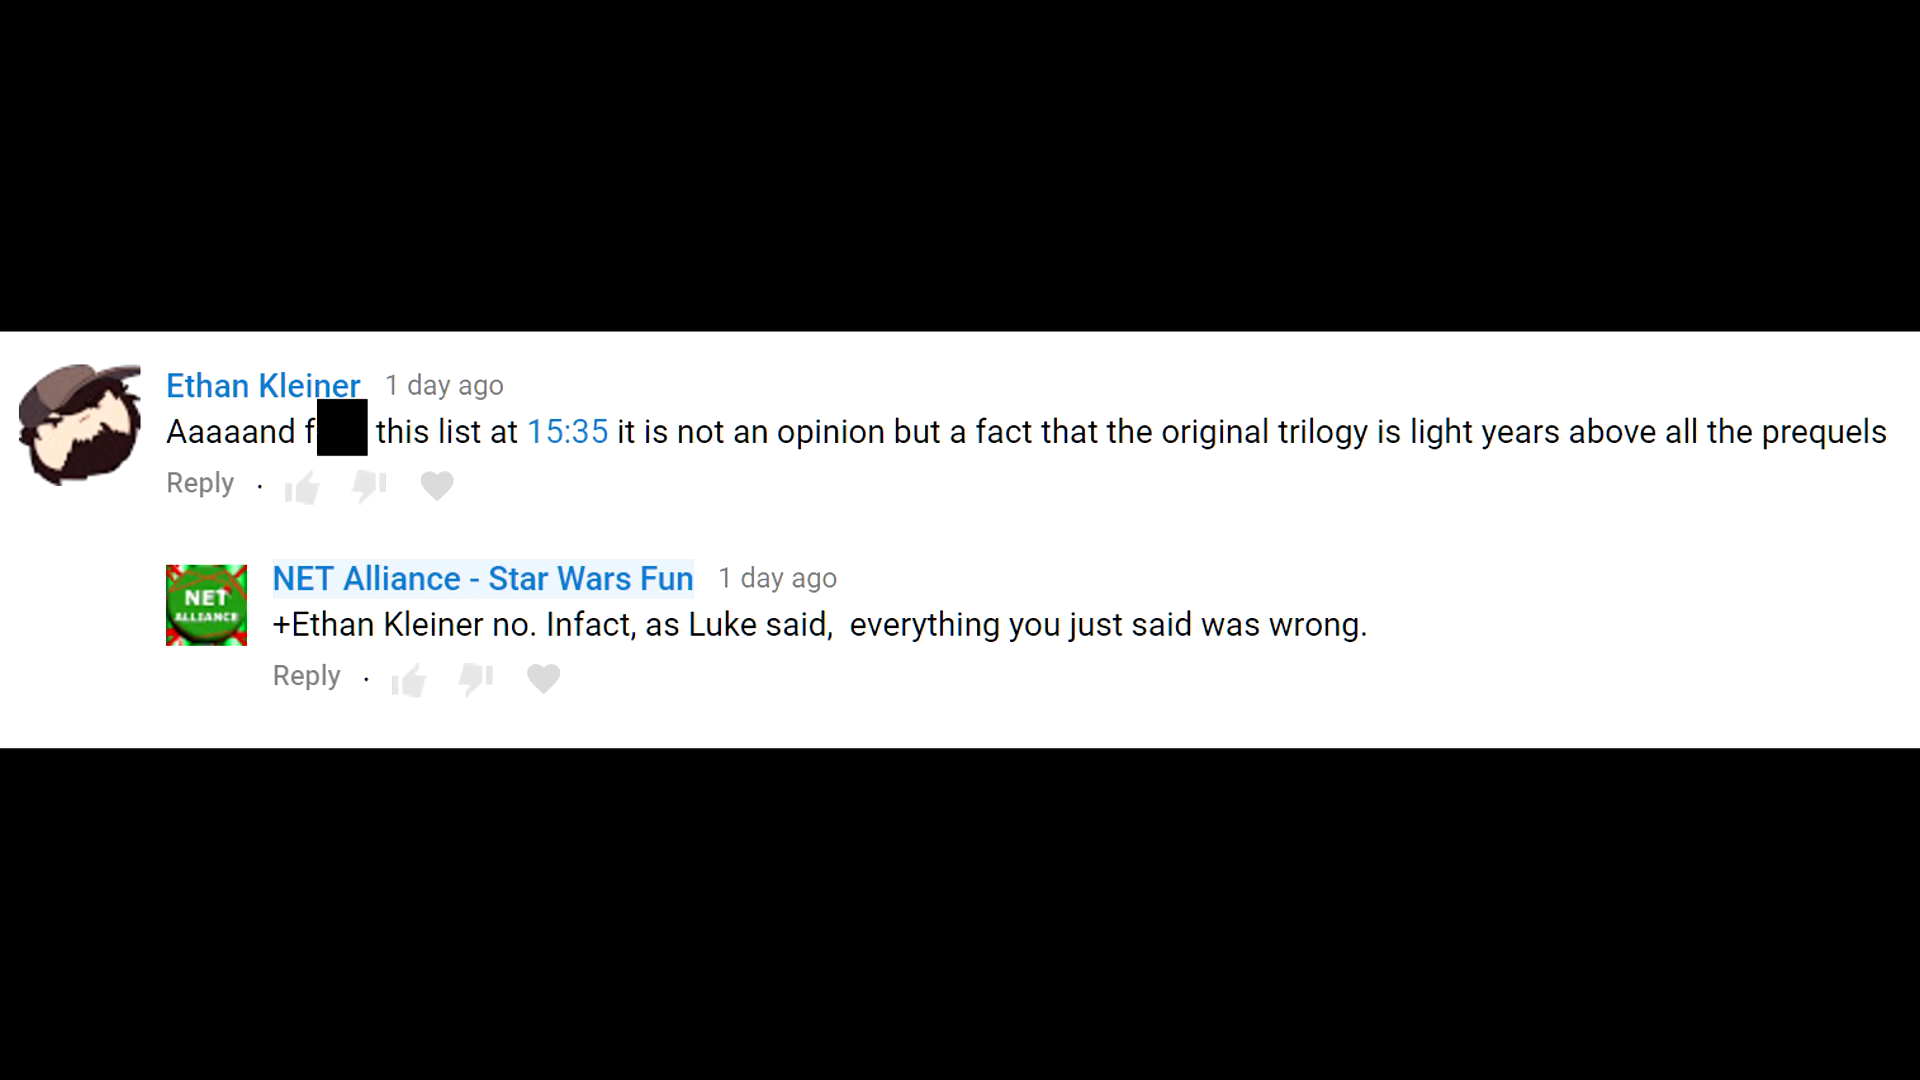 Ethan Kleiner 1 day ago
Aaaaand f this list at 15:35 it is not an opinion but a fact that the original trilogy is light years above all the prequels
Reply ·
NET ALLIANCE
NET Alliance - Star Wars Fun 1 day ago
+Ethan Kleiner no. Infact, as Luke said,  everything you just said was wrong.
Reply ·